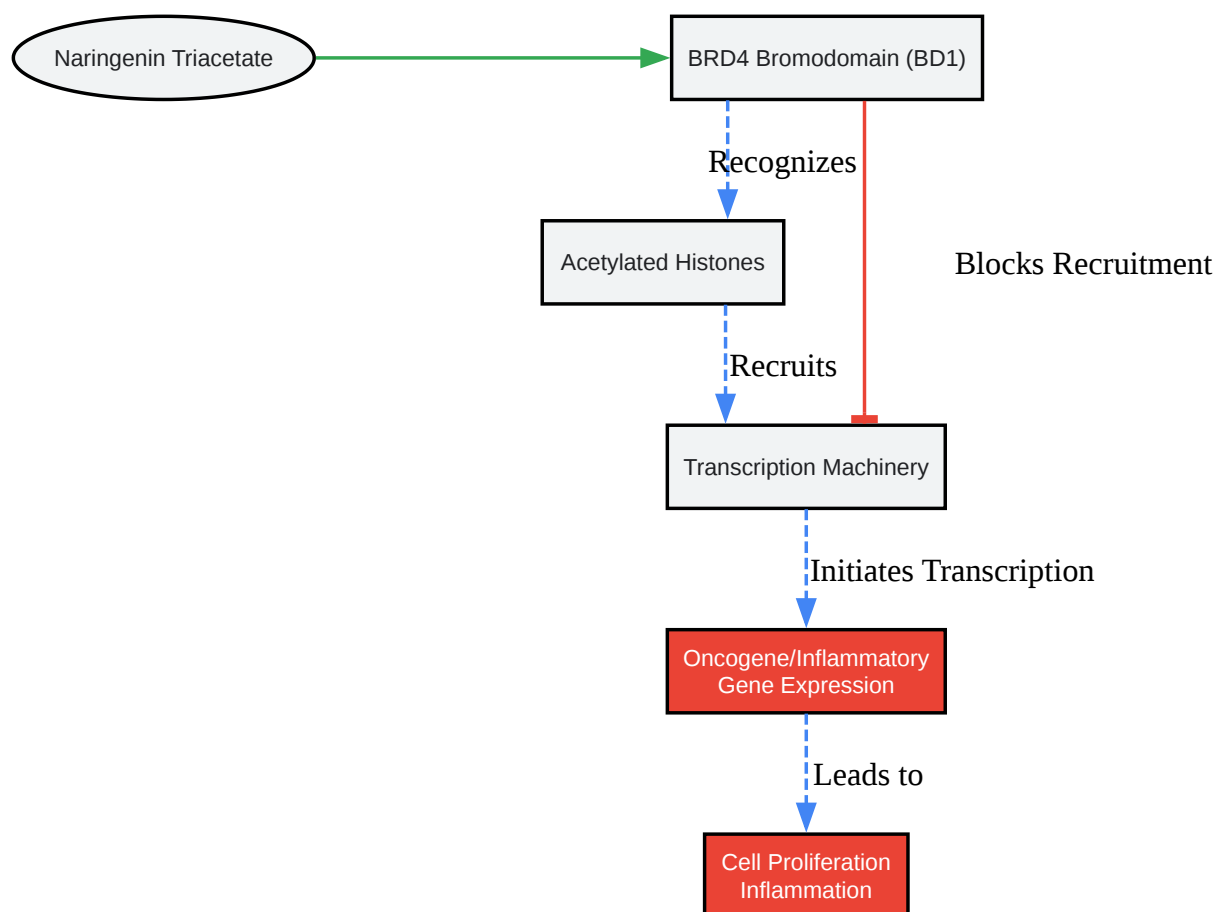 Naringenin Triacetate
BRD4 Bromodomain (BD1)
Recognizes
Acetylated Histones
Blocks Recruitment
Recruits
Transcription Machinery
Initiates Transcription
Oncogene/Inflammatory
Gene Expression
Leads to
Cell Proliferation
Inflammation